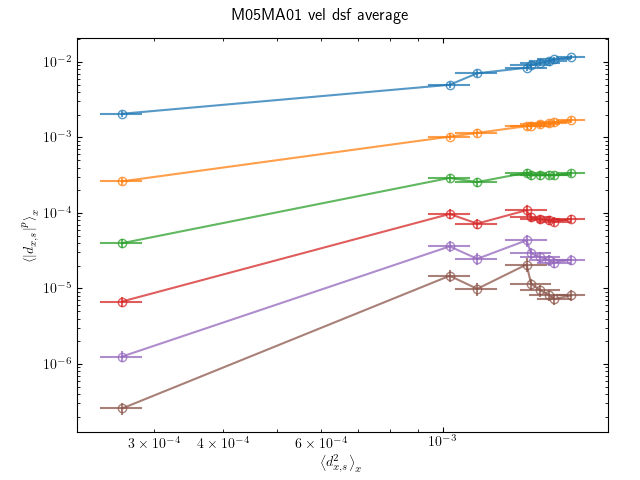 M05MA01 vel dsf average
10⁻²
10⁻³
10⁻⁴
10⁻⁵
10⁻⁶
⟨|d_{x,s}|^p⟩_x
3 × 10⁻⁴
4 × 10⁻⁴
6 × 10⁻⁴
10⁻³
⟨d²_{x,s}⟩_x